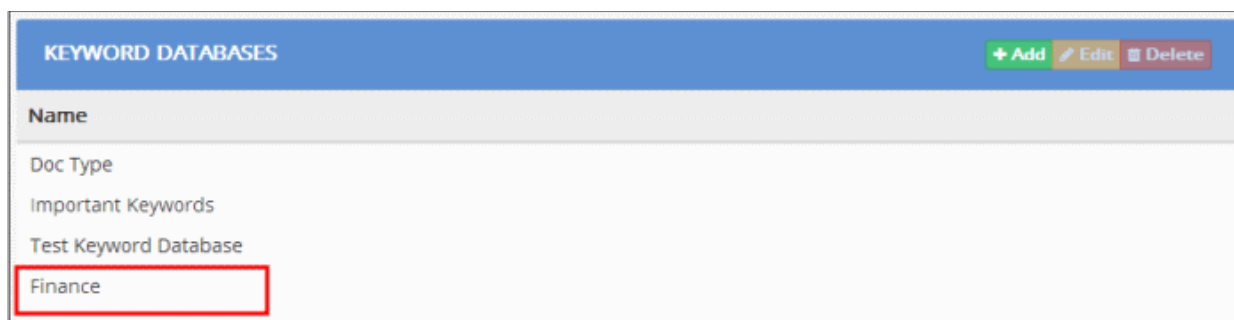 KEYWORD DATABASES + Add Edit Delete
Name
Doc Type
Important Keywords
Test Keyword Database
Finance